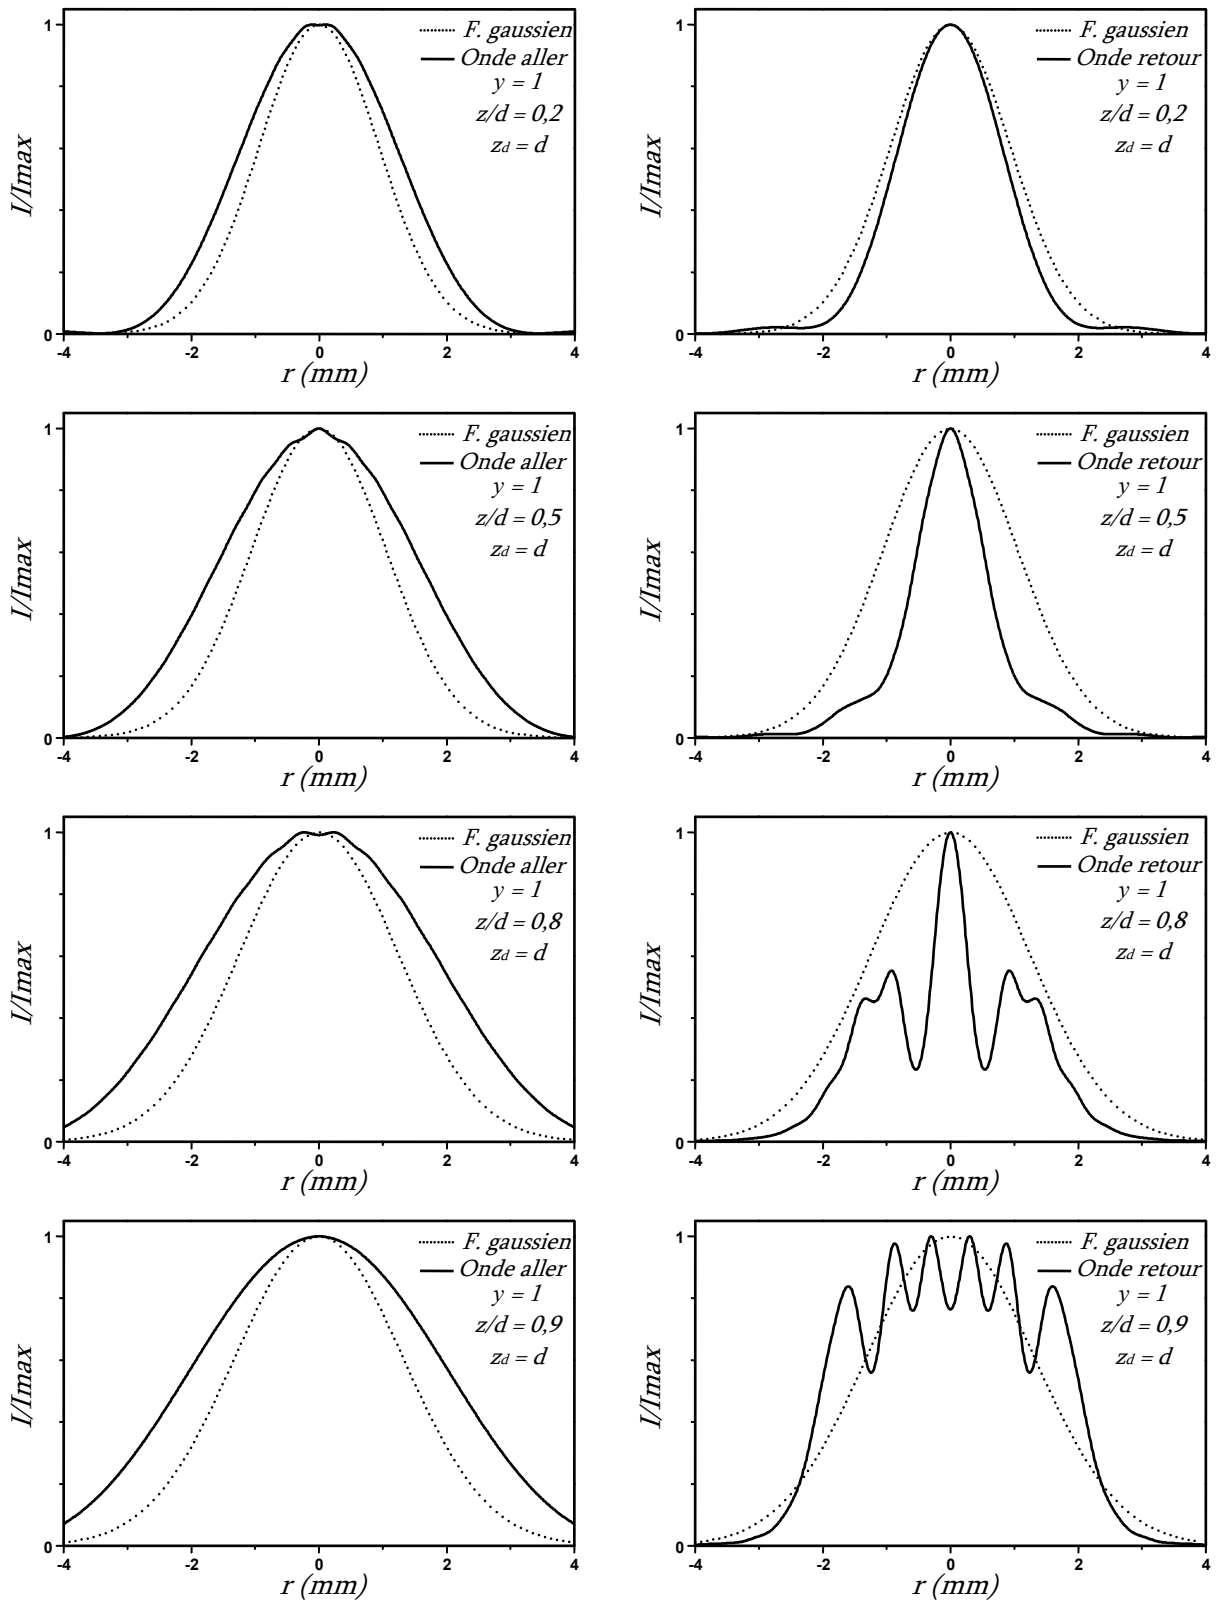 F. gaussien
Onde aller
y = 1
z/d = 0,2
zd = d
I/Imax
1
0
-4 -2 0 2 4
r (mm)
F. gaussien
Onde retour
y = 1
z/d = 0,2
zd = d
I/Imax
1
0
-4 -2 0 2 4
r (mm)
F. gaussien
Onde aller
y = 1
z/d = 0,5
zd = d
I/Imax
1
0
-4 -2 0 2 4
r (mm)
F. gaussien
Onde retour
y = 1
z/d = 0,5
zd = d
I/Imax
1
0
-4 -2 0 2 4
r (mm)
F. gaussien
Onde aller
y = 1
z/d = 0,8
zd = d
I/Imax
1
0
-4 -2 0 2 4
r (mm)
F. gaussien
Onde retour
y = 1
z/d = 0,8
zd = d
I/Imax
1
0
-4 -2 0 2 4
r (mm)
F. gaussien
Onde aller
y = 1
z/d = 0,9
zd = d
I/Imax
1
0
-4 -2 0 2 4
r (mm)
F. gaussien
Onde retour
y = 1
z/d = 0,9
zd = d
I/Imax
1
0
-4 -2 0 2 4
r (mm)